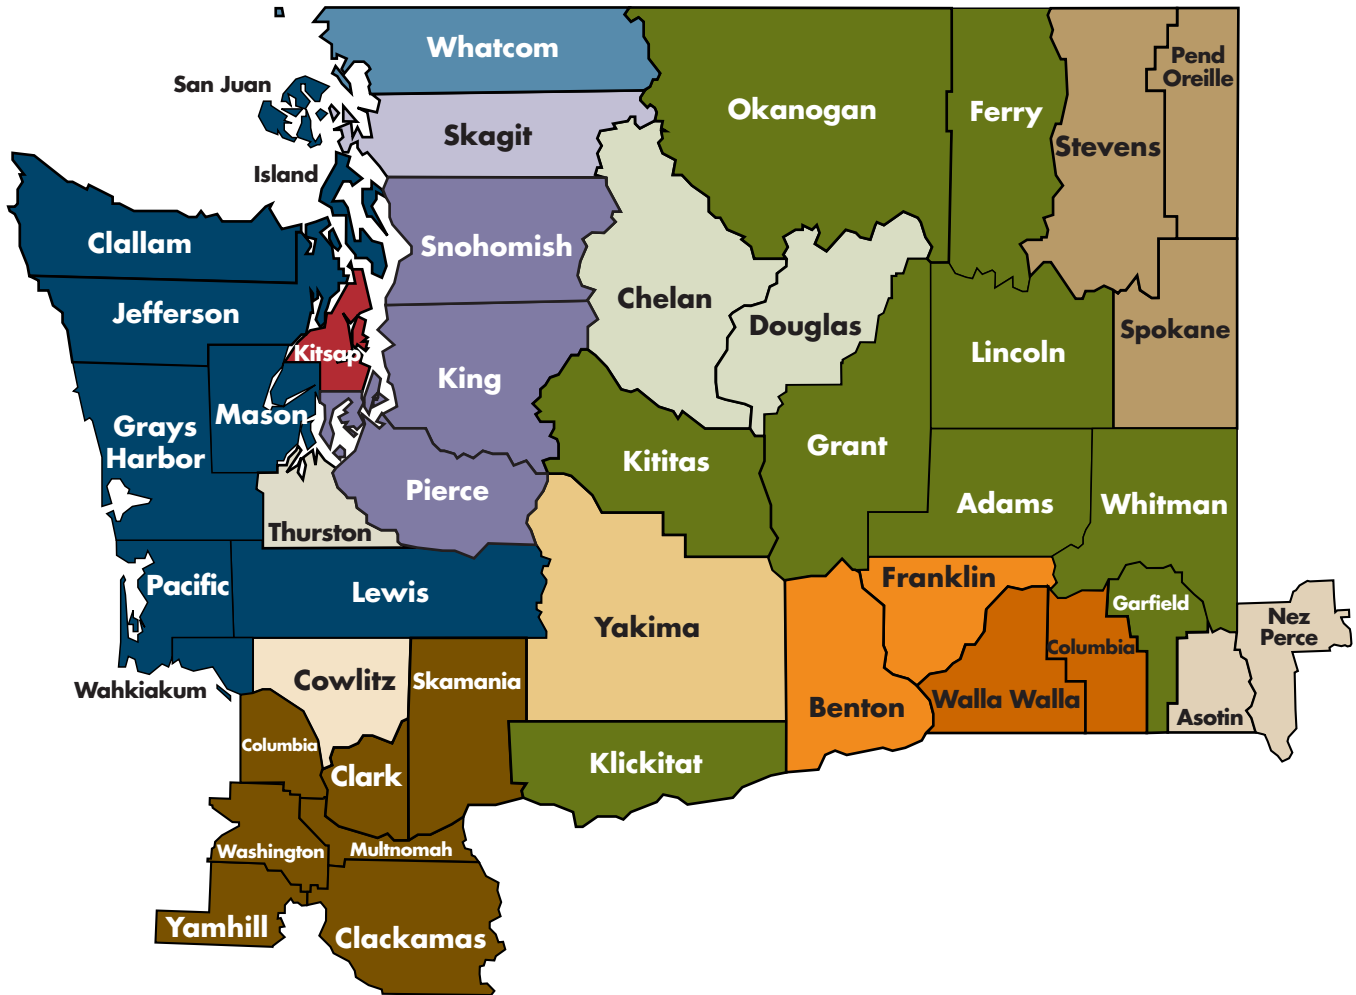 Whatcom
Pend
Oreille
San Juan
Okanogan
Ferry
Skagit
Stevens
Island
Clallam
Snohomish
Chelan
Jefferson
Douglas
Spokane
Kitsap
Lincoln
King
Mason
Grays
Harbor
Grant
Kititas
Pierce
Adams
Whitman
Thurston
Pacific
Lewis
Franklin
Garfield
Nez
Perce
Yakima
Columbia
Cowlitz
Skamania
Wahkiakum
Walla Walla
Benton
Asotin
Columbia
Clark
Klickitat
Washington
Multnomah
Yamhill
Clackamas